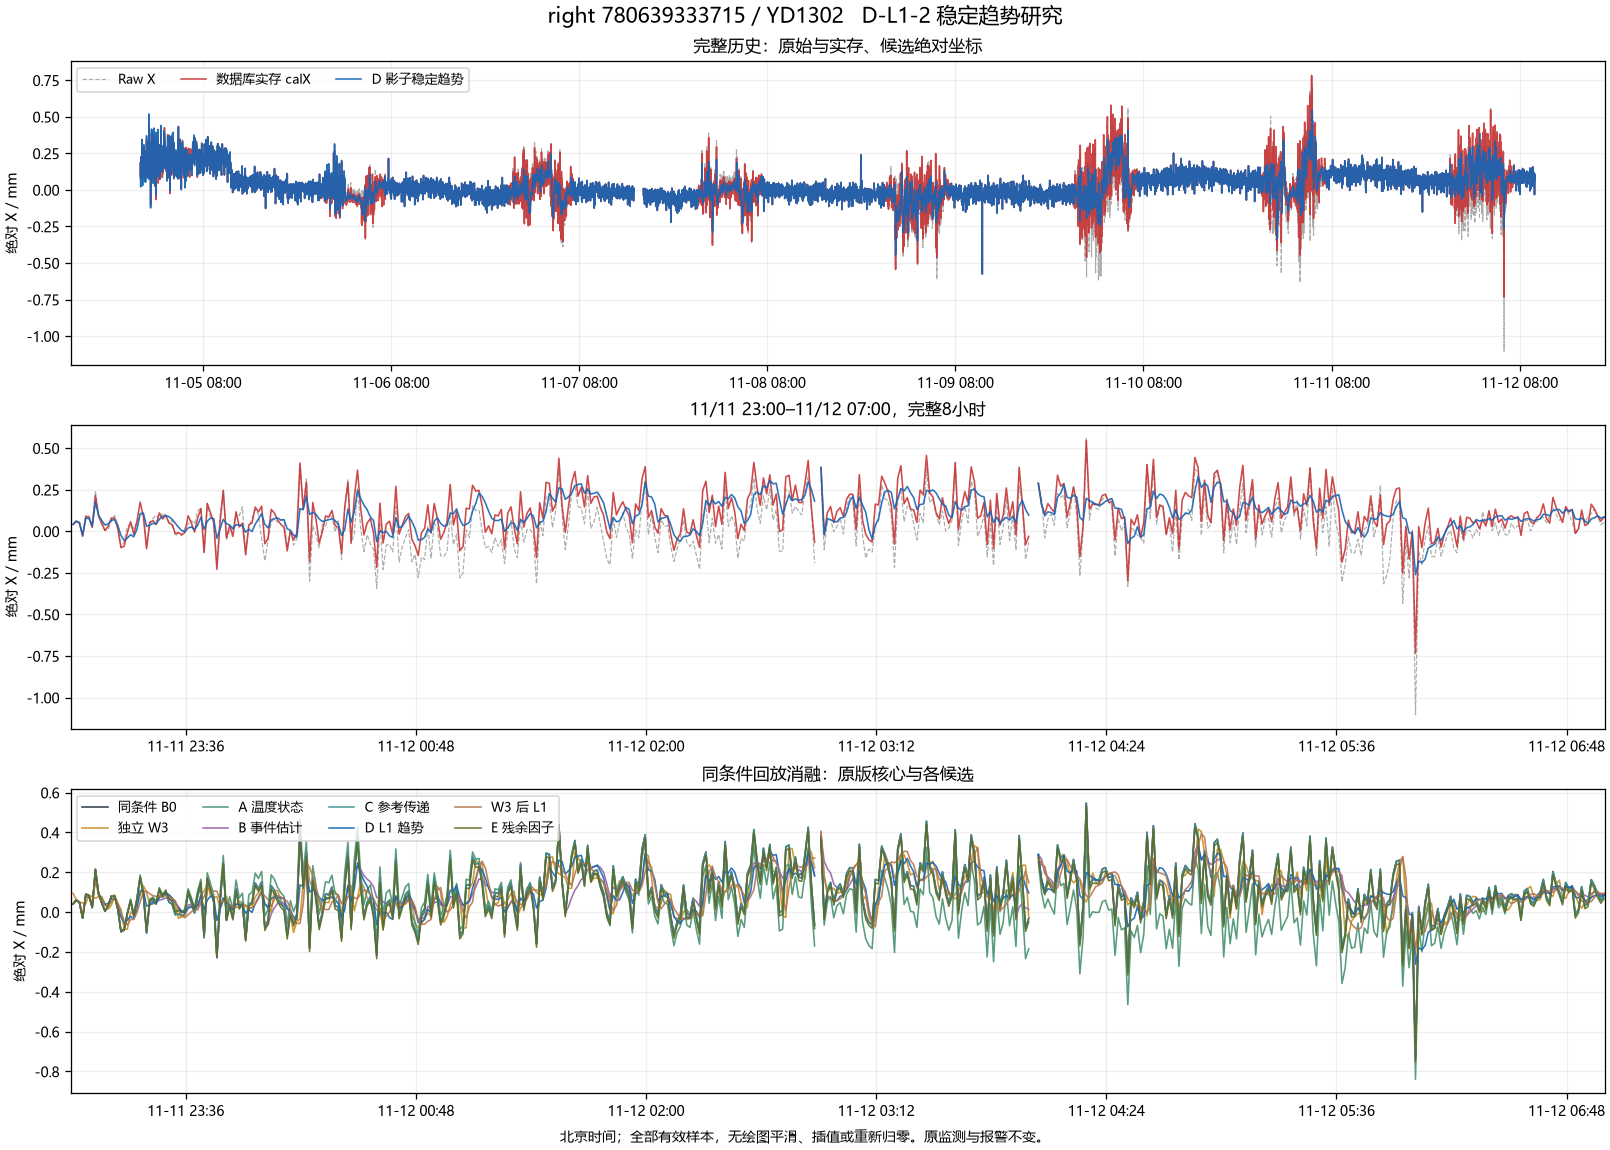 right 780639333715 / YD1302   D-L1-2 稳定趋势研究
完整历史：原始与实存、候选绝对坐标
Raw X
数据库实存 calX
D 影子稳定趋势
绝对 X / mm
0.75
0.50
0.25
0.00
-0.25
-0.50
-0.75
-1.00
11-05 08:00
11-06 08:00
11-07 08:00
11-08 08:00
11-09 08:00
11-10 08:00
11-11 08:00
11-12 08:00
11/11 23:00–11/12 07:00，完整8小时
绝对 X / mm
0.50
0.25
0.00
-0.25
-0.50
-0.75
-1.00
11-11 23:36
11-12 00:48
11-12 02:00
11-12 03:12
11-12 04:24
11-12 05:36
11-12 06:48
同条件回放消融：原版核心与各候选
同条件 B0
A 温度状态
C 参考传递
W3 后 L1
独立 W3
B 事件估计
D L1 趋势
E 残余因子
绝对 X / mm
0.6
0.4
0.2
0.0
-0.2
-0.4
-0.6
-0.8
11-11 23:36
11-12 00:48
11-12 02:00
11-12 03:12
11-12 04:24
11-12 05:36
11-12 06:48
北京时间；全部有效样本，无绘图平滑、插值或重新归零。原监测与报警不变。